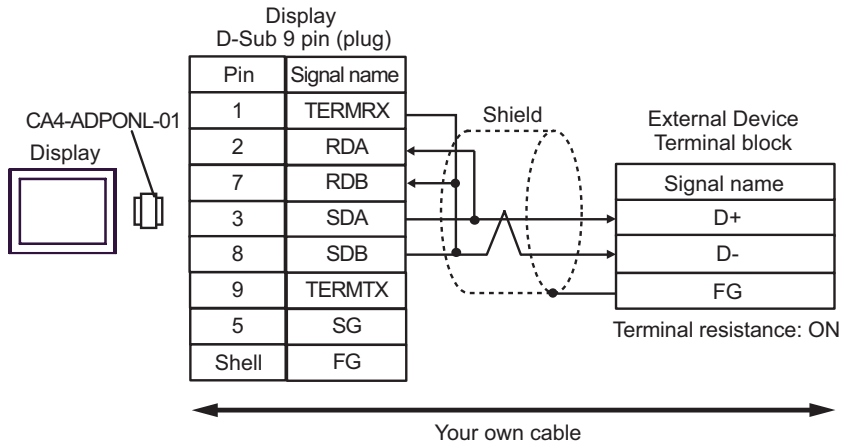 Display
D-Sub 9 pin (plug)
Pin Signal name
1 TERMRX
2 RDA
7 RDB
3 SDA
8 SDB
9 TERMTX
5 SG
Shell FG
CA4-ADPONL-01
Display
Shield
External Device
Terminal block
Signal name
D+
D-
FG
Terminal resistance: ON
Your own cable